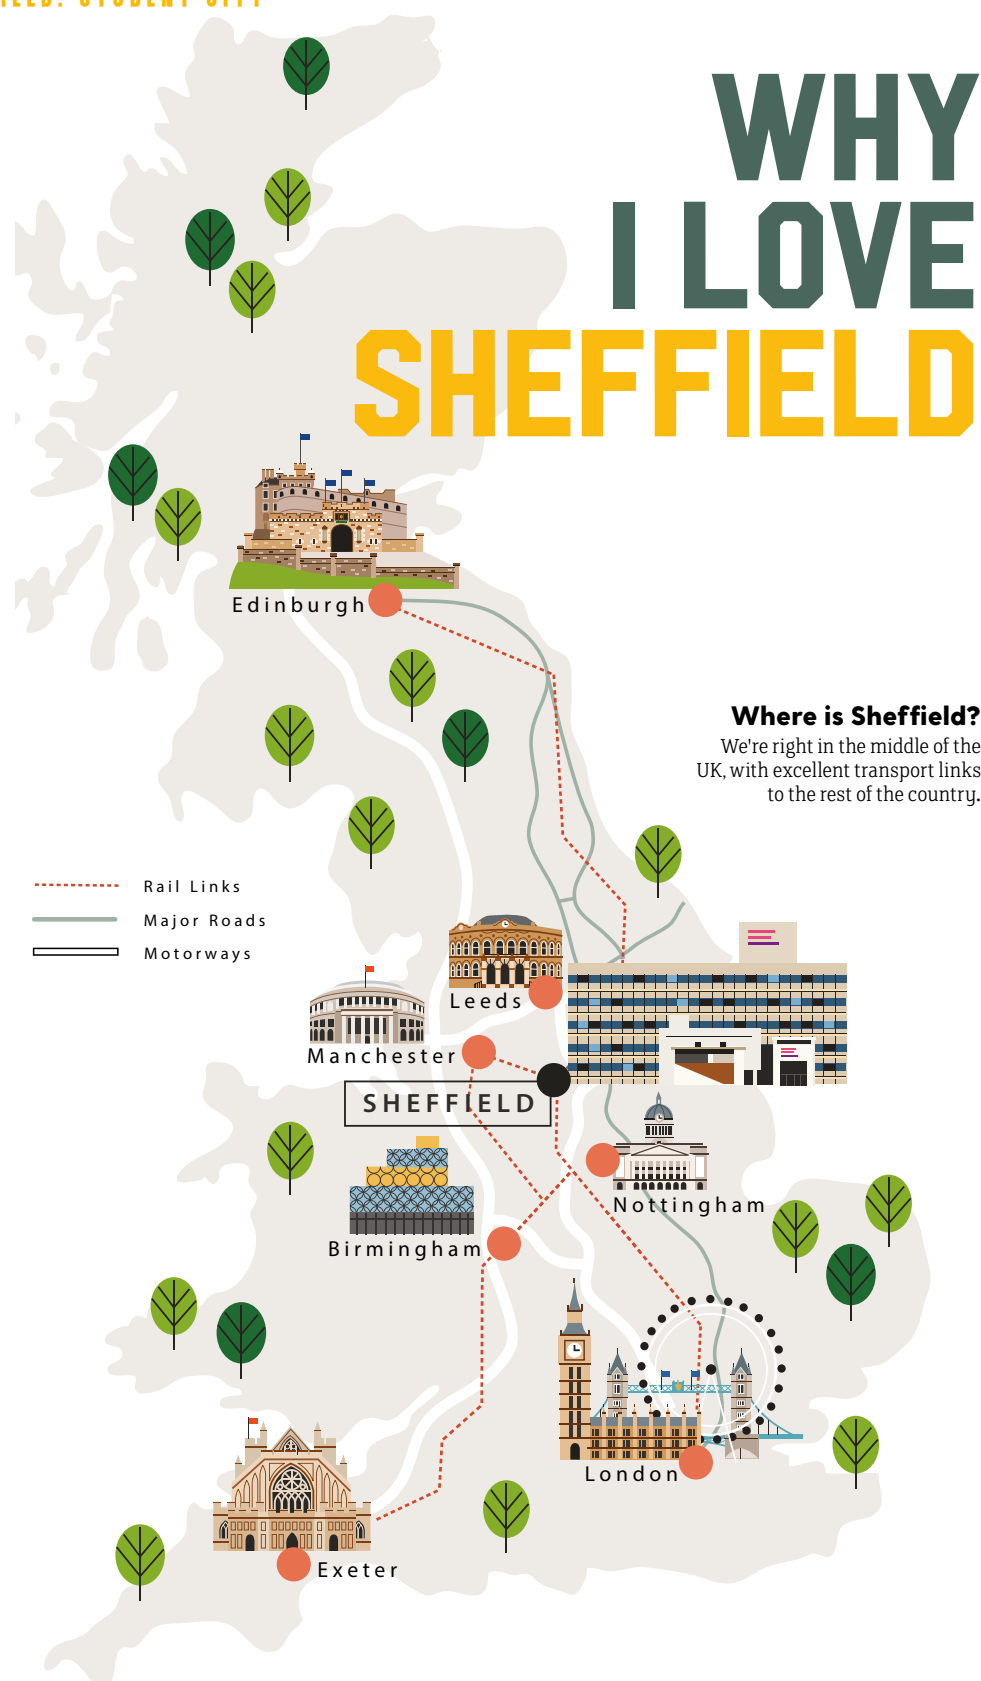 STUDENT CITY
WHY
I LOVE
SHEFFIELD
Edinburgh
Where is Sheffield?
We're right in the middle of the
UK, with excellent transport links
to the rest of the country.
Rail Links
Major Roads
Motorways
Leeds
Manchester
SHEFFIELD
Nottingham
Birmingham
London
Exeter